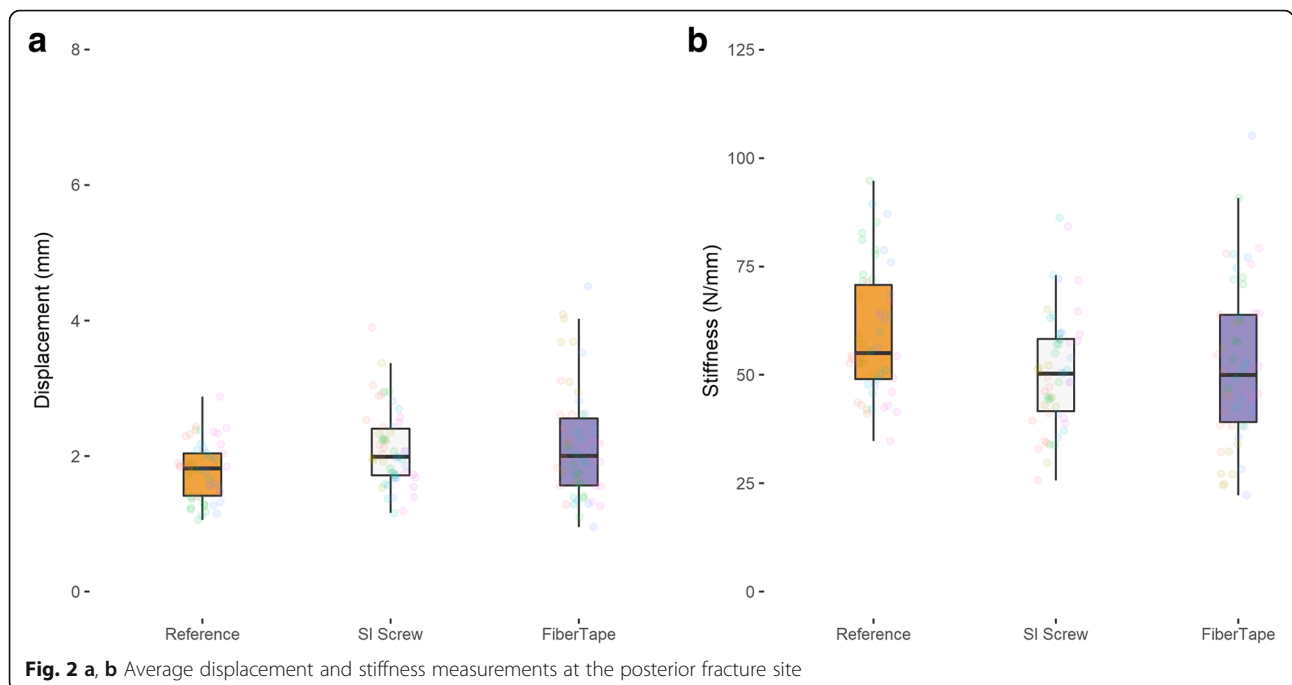 a
8 -
6 -
4 -
2 -
0 -
Displacement (mm)
Reference SI Screw FiberTape
b
125 -
100 -
75 -
50 -
25 -
0 -
Stiffness (N/mm)
Reference SI Screw FiberTape
Fig. 2 a, b Average displacement and stiffness measurements at the posterior fracture site